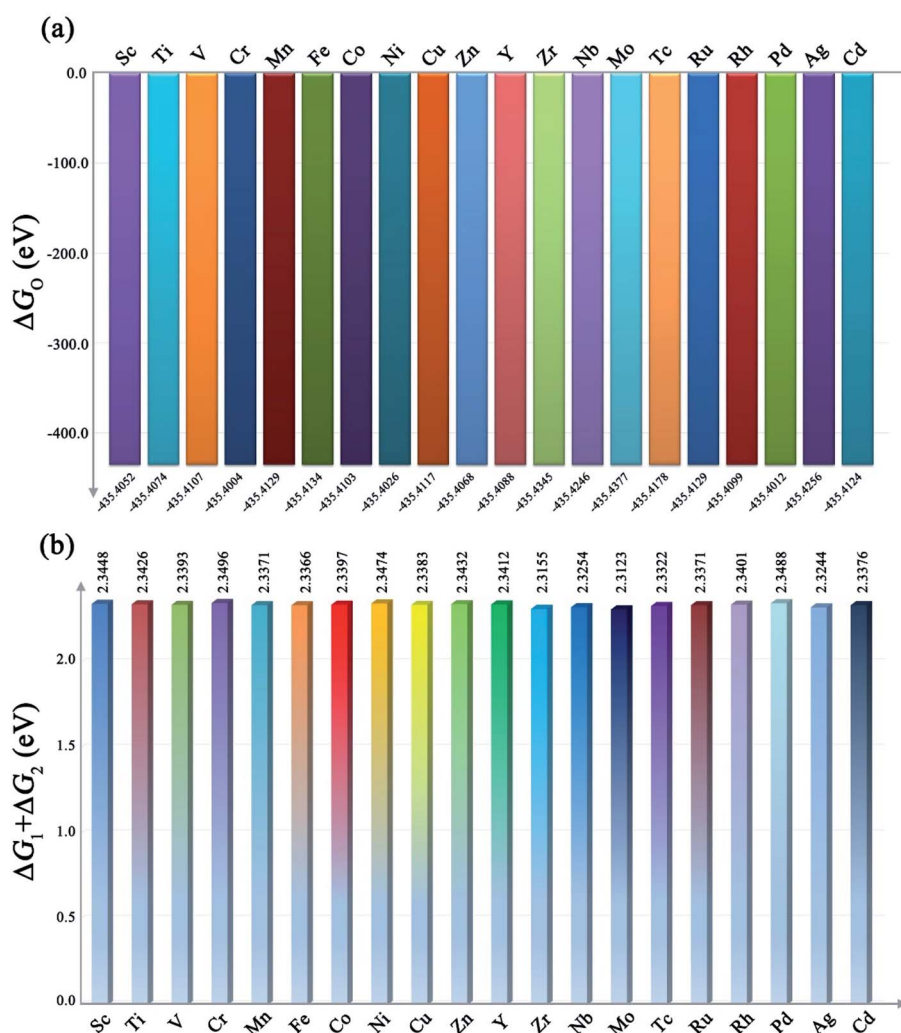 (a)
Sc Ti V Cr Mn Fe Co Ni Cu Zn Y Zr Nb Mo Tc Ru Rh Pd Ag Cd
0.0
-100.0
-200.0
-300.0
-400.0
ΔG_O (eV)
-435.4052 -435.4074 -435.4107 -435.4004 -435.4129 -435.4134 -435.4103 -435.4026 -435.4117 -435.4068 -435.4088 -435.4345 -435.4246 -435.4377 -435.4178 -435.4129 -435.4099 -435.4012 -435.4256 -435.4124
(b)
2.3448 2.3426 2.3393 2.3496 2.3371 2.3366 2.3397 2.3474 2.3383 2.3432 2.3412 2.3155 2.3254 2.3123 2.3222 2.3371 2.3401 2.3488 2.3244 2.3376
2.0
1.5
1.0
0.5
0.0
ΔG_1+ΔG_2 (eV)
Sc Ti V Cr Mn Fe Co Ni Cu Zn Y Zr Nb Mo Tc Ru Rh Pd Ag Cd